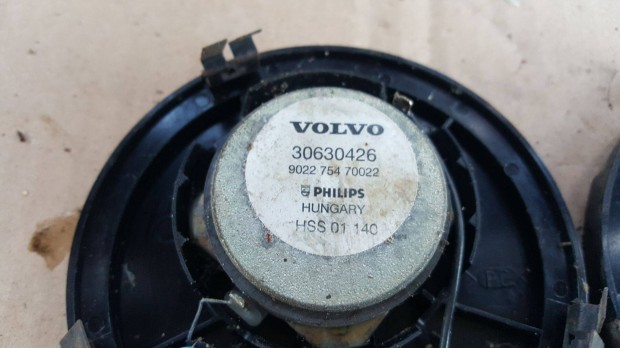 VOLVO
30630426
9022 754 70022
PHILIPS
HUNGARY
HSS 01 140